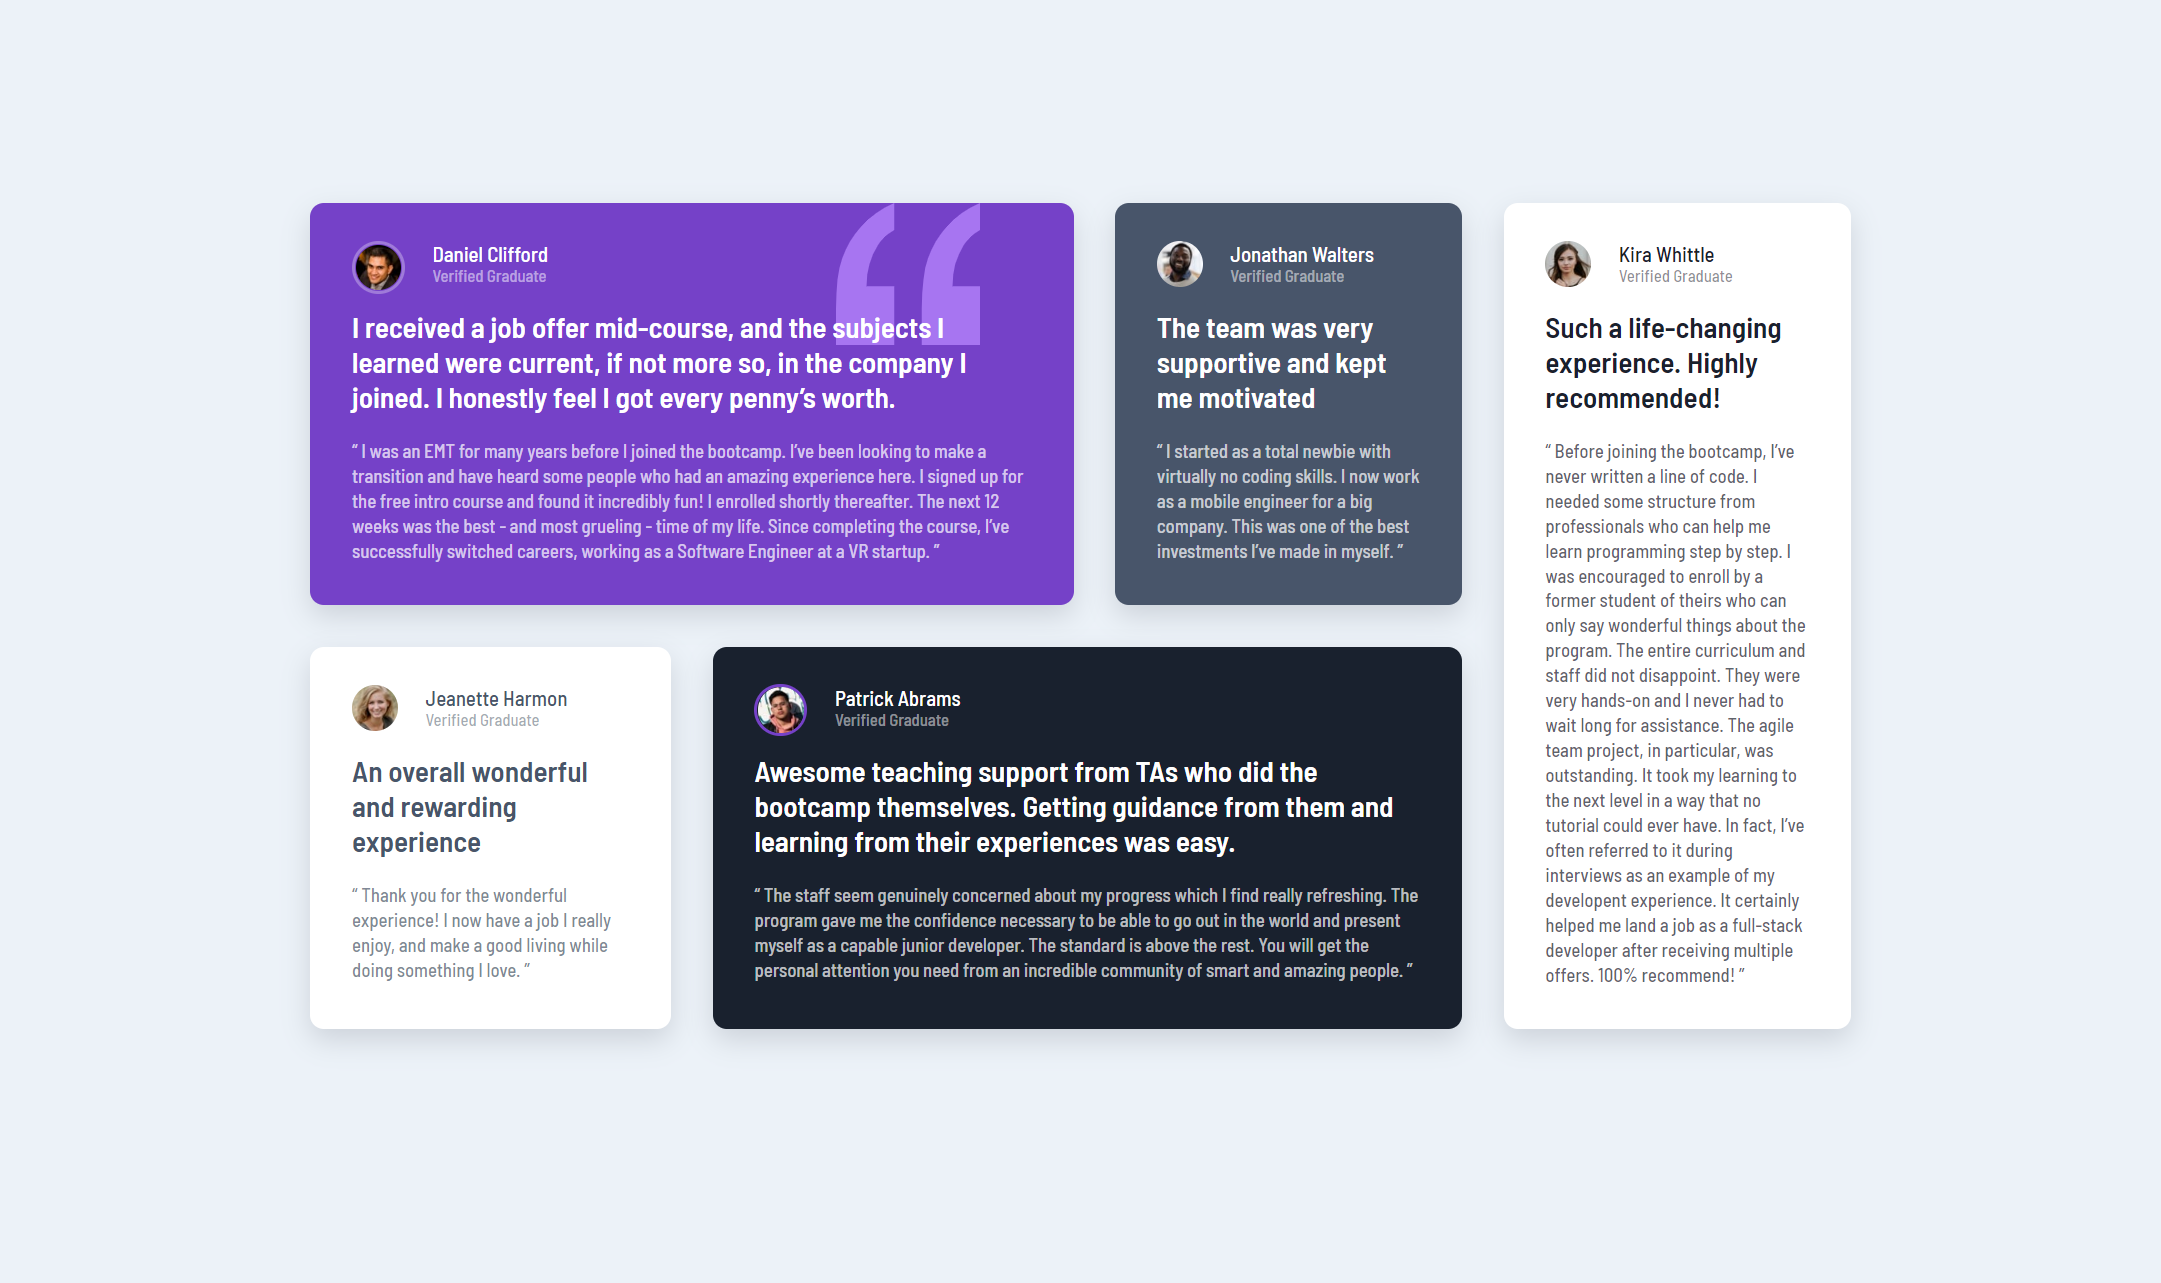 Daniel Clifford
Verified Graduate
I received a job offer mid-course, and the subjects I
learned were current, if not more so, in the company I
joined. I honestly feel I got every penny’s worth.
“ I was an EMT for many years before I joined the bootcamp. I’ve been looking to make a
transition and have heard some people who had an amazing experience here. I signed up for
the free intro course and found it incredibly fun! I enrolled shortly thereafter. The next 12
weeks was the best - and most grueling - time of my life. Since completing the course, I’ve
successfully switched careers, working as a Software Engineer at a VR startup. ”
Jonathan Walters
Verified Graduate
The team was very
supportive and kept
me motivated
“ I started as a total newbie with
virtually no coding skills. I now work
as a mobile engineer for a big
company. This was one of the best
investments I’ve made in myself. ”
Kira Whittle
Verified Graduate
Such a life-changing
experience. Highly
recommended!
“ Before joining the bootcamp, I’ve
never written a line of code. I
needed some structure from
professionals who can help me
learn programming step by step. I
was encouraged to enroll by a
former student of theirs who can
only say wonderful things about the
program. The entire curriculum and
staff did not disappoint. They were
very hands-on and I never had to
wait long for assistance. The agile
team project, in particular, was
outstanding. It took my learning to
the next level in a way that no
tutorial could ever have. In fact, I’ve
often referred to it during
interviews as an example of my
developent experience. It certainly
helped me land a job as a full-stack
developer after receiving multiple
offers. 100% recommend! ”
Jeanette Harmon
Verified Graduate
An overall wonderful
and rewarding
experience
“ Thank you for the wonderful
experience! I now have a job I really
enjoy, and make a good living while
doing something I love. ”
Patrick Abrams
Verified Graduate
Awesome teaching support from TAs who did the
bootcamp themselves. Getting guidance from them and
learning from their experiences was easy.
“ The staff seem genuinely concerned about my progress which I find really refreshing. The
program gave me the confidence necessary to be able to go out in the world and present
myself as a capable junior developer. The standard is above the rest. You will get the
personal attention you need from an incredible community of smart and amazing people. ”